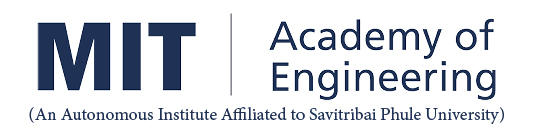 MIT
Academy of
Engineering
(An Autonomous Institute Affiliated to Savitribai Phule University)